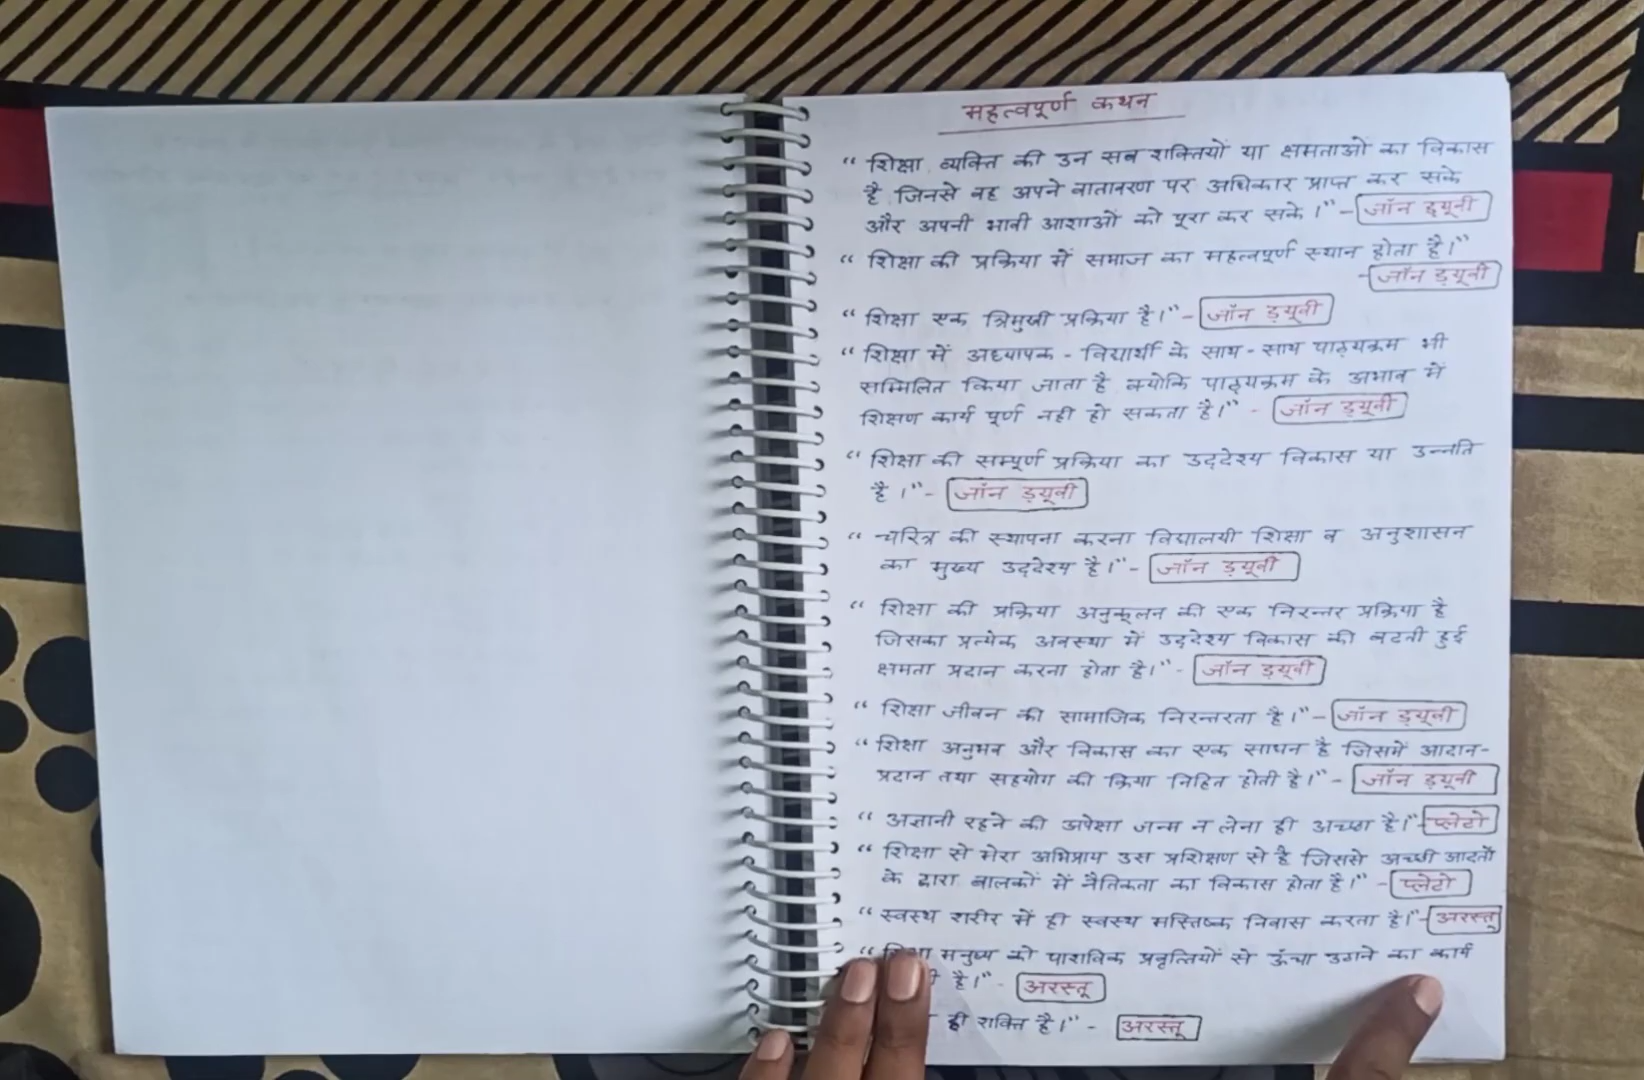 महत्वपूर्ण कथन
“ शिक्षा व्यक्ति की उन सब शक्तियों या क्षमताओं का विकास
है जिनसे वह अपने वातावरण पर अधिकार प्राप्त कर सके
और अपनी भावी आशाओं को पूरा कर सके ।” - जॉन ड्यूवी
“ शिक्षा की प्रक्रिया में समाज का महत्वपूर्ण स्थान होता है।”
- जॉन ड्यूवी
“ शिक्षा एक त्रिमुखी प्रक्रिया है।” - जॉन ड्यूवी
“ शिक्षा में अध्यापक - विद्यार्थी के साथ - साथ पाठ्यक्रम भी
सम्मिलित किया जाता है क्योकि पाठ्यक्रम के अभाव में
शिक्षण कार्य पूर्ण नही हो सकता है।” - जॉन ड्यूवी
“ शिक्षा की सम्पूर्ण प्रक्रिया का उद्देश्य विकास या उन्नति
है ।” - जॉन ड्यूवी
“ चरित्र की स्थापना करना विद्यालयी शिक्षा व अनुशासन
का मुख्य उद्देश्य है।” - जॉन ड्यूवी
“ शिक्षा की प्रक्रिया अनुकूलन की एक निरन्तर प्रक्रिया है
जिसका प्रत्येक अवस्था में उद्देश्य विकास की बढती हुई
क्षमता प्रदान करना होता है।” - जॉन ड्यूवी
“ शिक्षा जीवन की सामाजिक निरन्तरता है।” - जॉन ड्यूवी
“ शिक्षा अनुभव और विकास का एक साधन है जिसमें आदान-
प्रदान तथा सहयोग की क्रिया निहित होती है।” - जॉन ड्यूवी
“ अज्ञानी रहने की अपेक्षा जन्म न लेना ही अच्छा है।” - प्लेटो
“ शिक्षा से मेरा अभिप्राय उस प्रशिक्षण से है जिससे अच्छी आदतों
के द्वारा बालकों में नैतिकता का विकास होता है।” - प्लेटो
“ स्वस्थ शरीर में ही स्वस्थ मस्तिष्क निवास करता है।” - अरस्तू
“ मनुष्य को पाशविक प्रवृत्तियों से ऊँचा उठाने का कार्य
है।” - अरस्तू
ही शक्ति है।” - अरस्तू